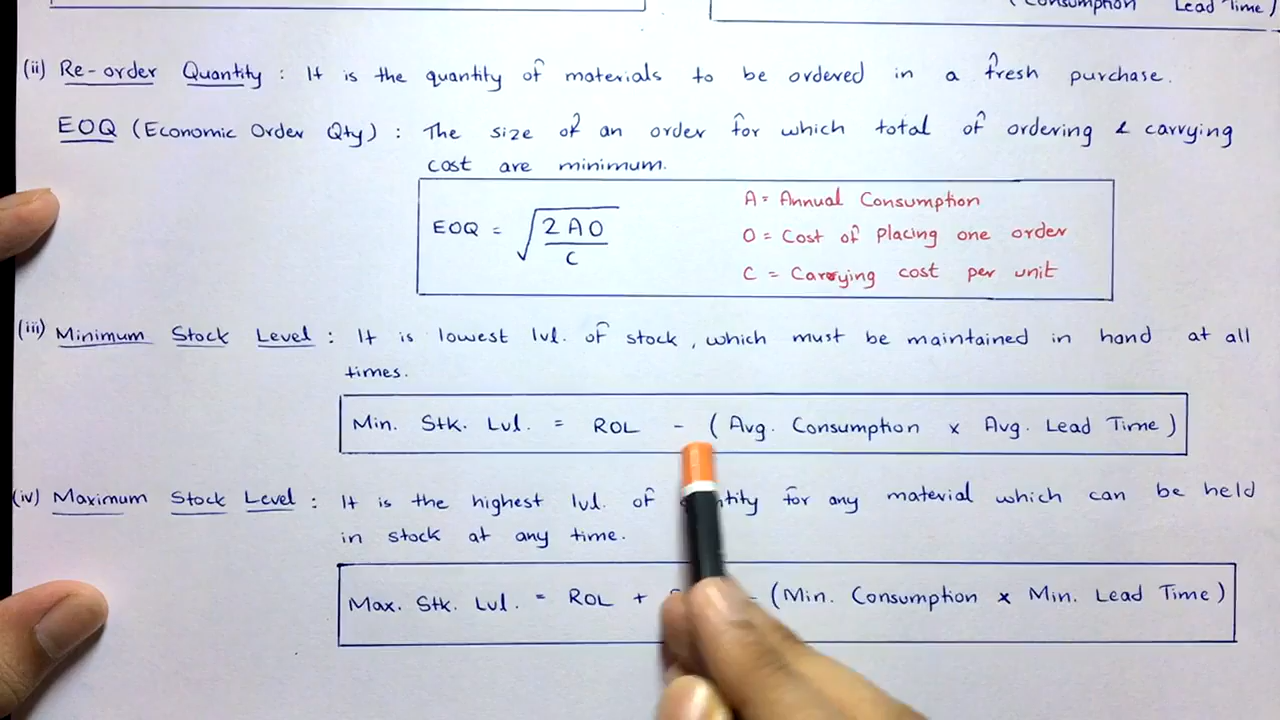 (Consumption Lead Time)
(ii) Re-order Quantity : It is the quantity of materials to be ordered in a fresh purchase.
EOQ (Economic Order Qty) : The size of an order for which total of ordering & carrying
cost are minimum.
EOQ = √ 2AO / C
A = Annual Consumption
O = Cost of Placing one order
C = Carrying cost per unit
(iii) Minimum Stock Level : It is lowest lvl. of stock, which must be maintained in hand at all
times.
Min. Stk. Lvl. = ROL - (Avg. Consumption x Avg. Lead Time)
(iv) Maximum Stock Level : It is the highest lvl. of for any material which can be held
in stock at any time.
Max. Stk. Lvl. = ROL + - (Min. Consumption x Min. Lead Time)